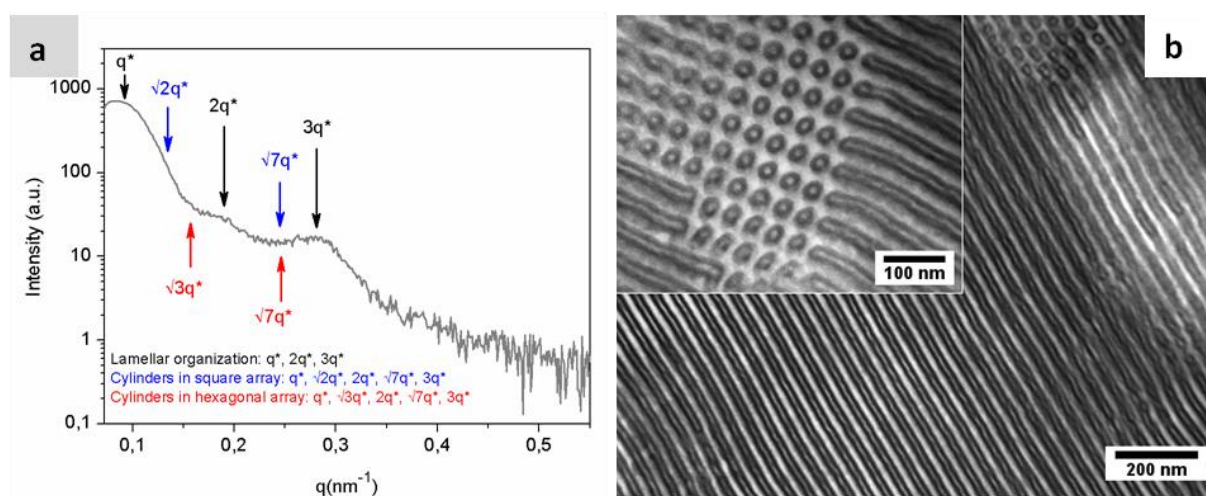 a
q*
√2q*
2q*
√7q*
3q*
√3q*
√7q*
Intensity (a.u.)
1000
100
10
1
0,1
Lamellar organization: q*, 2q*, 3q*
Cylinders in square array: q*, √2q*, 2q*, √7q*, 3q*
Cylinders in hexagonal array: q*, √3q*, 2q*, √7q*, 3q*
0,1 0,2 0,3 0,4 0,5
q(nm⁻¹)
b
100 nm
200 nm